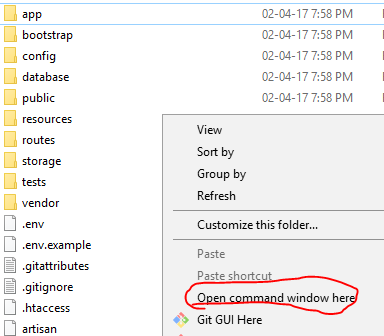 app 02-04-17 7:58 PM
bootstrap 02-04-17 7:58 PM
config 02-04-17 7:58 PM
database 02-04-17 7:58 PM
public 02-04-17 7:58 PM
resources
routes
storage
tests
vendor
.env
.env.example
.gitattributes
.gitignore
.htaccess
artisan
View
Sort by
Group by
Refresh
Customize this folder...
Paste
Paste shortcut
Open command window here
Git GUI Here